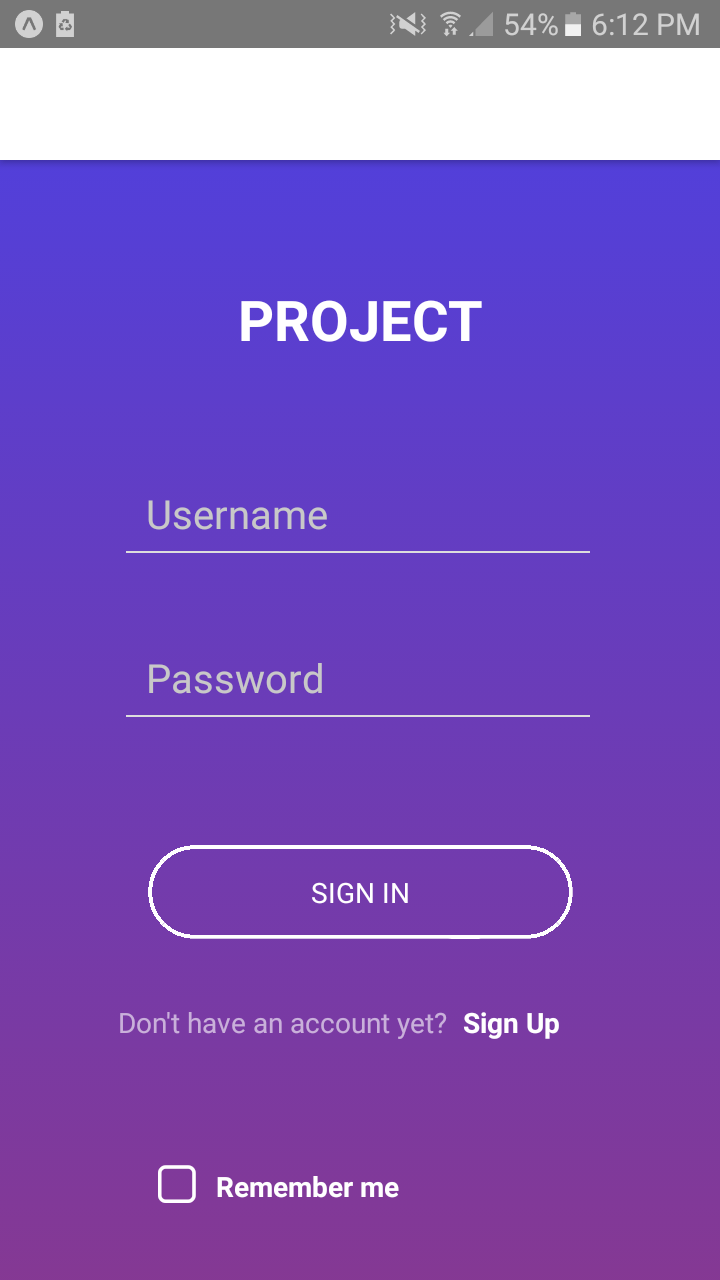 54% 6:12 PM
PROJECT
Username
Password
SIGN IN
Don't have an account yet? Sign Up
Remember me